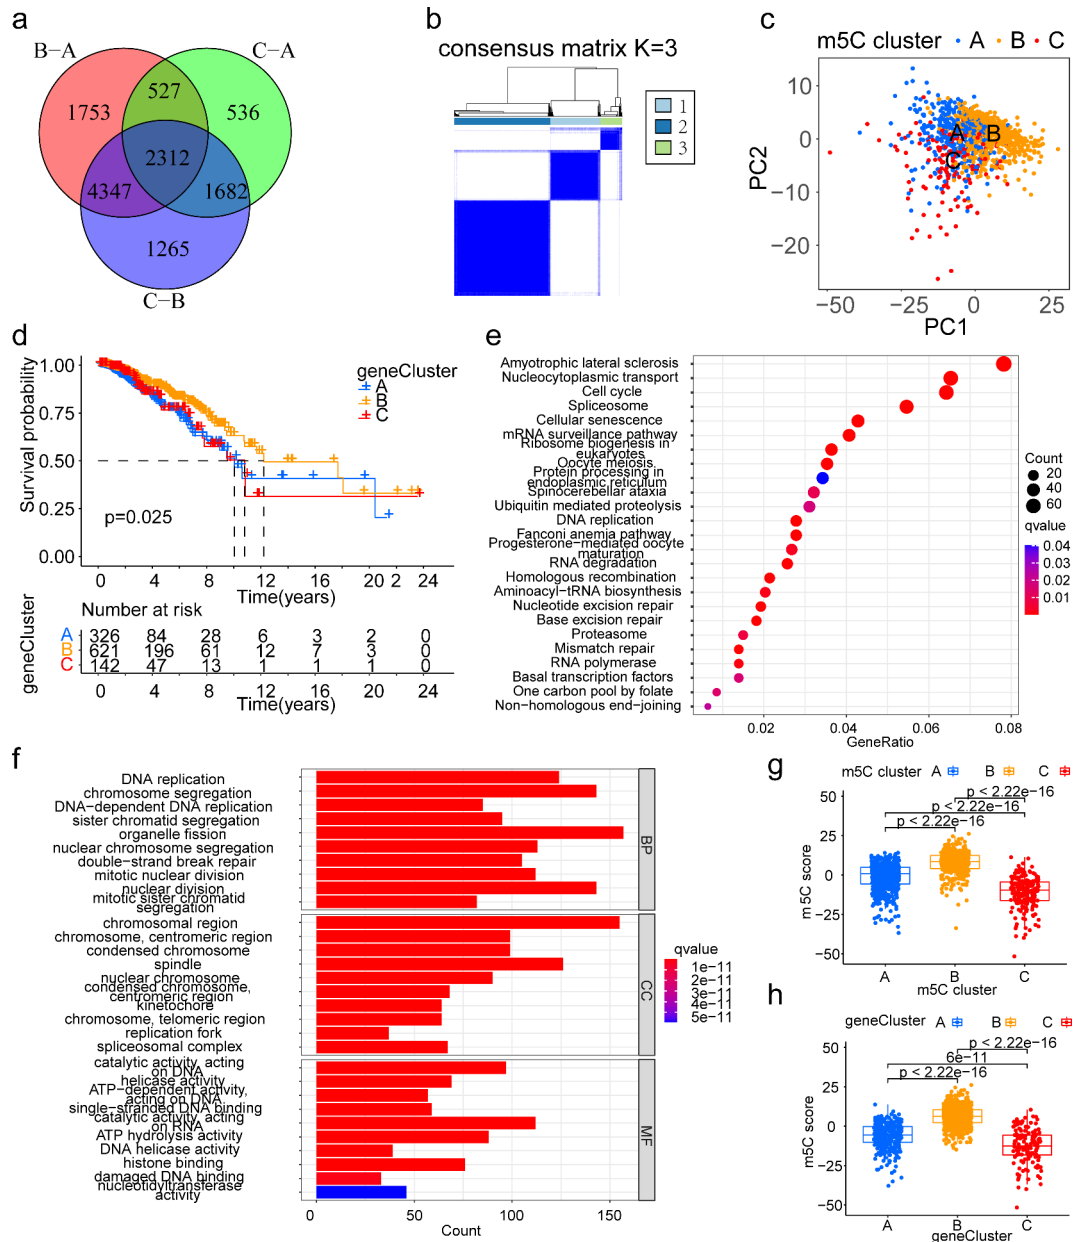 a
B−A
C−A
527
1753
536
2312
4347
1682
1265
C−B
b
consensus matrix K=3
1
2
3
c
m5C cluster
A
B
C
10
0
−10
−20
PC2
A
B
C
−50
−25
0
25
PC1
d
Survival probability
1.00
0.75
0.50
0.25
0.00
geneCluster
A
B
C
p=0.025
0 4 8 12 16 20 2 24
Time(years)
Number at risk
geneCluster
A 326 84 28 6 3 2 0
B 621 196 61 12 7 3 0
C 142 47 13 1 1 1 0
0 4 8 12 16 20 24
Time(years)
e
Amyotrophic lateral sclerosis
Nucleocytoplasmic transport
Cell cycle
Spliceosome
Cellular senescence
mRNA surveillance pathway
Ribosome biogenesis in
eukaryotes
Oocyte meiosis
Protein processing in
endoplasmic reticulum
Spinocerebellar ataxia
Ubiquitin mediated proteolysis
DNA replication
Fanconi anemia pathway
Progesterone−mediated oocyte
maturation
RNA degradation
Homologous recombination
Aminoacyl−tRNA biosynthesis
Nucleotide excision repair
Base excision repair
Proteasome
Mismatch repair
RNA polymerase
Basal transcription factors
One carbon pool by folate
Non−homologous end−joining
0.02 0.04 0.06 0.08
GeneRatio
Count
20
40
60
qvalue
0.04
0.03
0.02
0.01
f
DNA replication
chromosome segregation
DNA−dependent DNA replication
sister chromatid segregation
organelle fission
nuclear chromosome segregation
double−strand break repair
mitotic nuclear division
nuclear division
mitotic sister chromatid
segregation
BP
chromosomal region
chromosome, centromeric region
condensed chromosome
spindle
nuclear chromosome
condensed chromosome,
centromeric region
kinetochore
chromosome, telomeric region
replication fork
spliceosomal complex
CC
catalytic activity, acting
on DNA
helicase activity
ATP−dependent activity,
acting on DNA
single−stranded DNA binding
catalytic activity, acting
on RNA
ATP hydrolysis activity
DNA helicase activity
histone binding
damaged DNA binding
nucleotidyltransferase
activity
MF
0 50 100 150
Count
qvalue
1e−11
2e−11
3e−11
4e−11
5e−11
g
m5C cluster A B C
p < 2.22e−16
p < 2.22e−16
p < 2.22e−16
50
25
0
−25
−50
m5C score
A B C
m5C cluster
h
geneCluster A B C
p < 2.22e−16
6e−11
p < 2.22e−16
50
25
0
−25
−50
m5C score
A B C
geneCluster